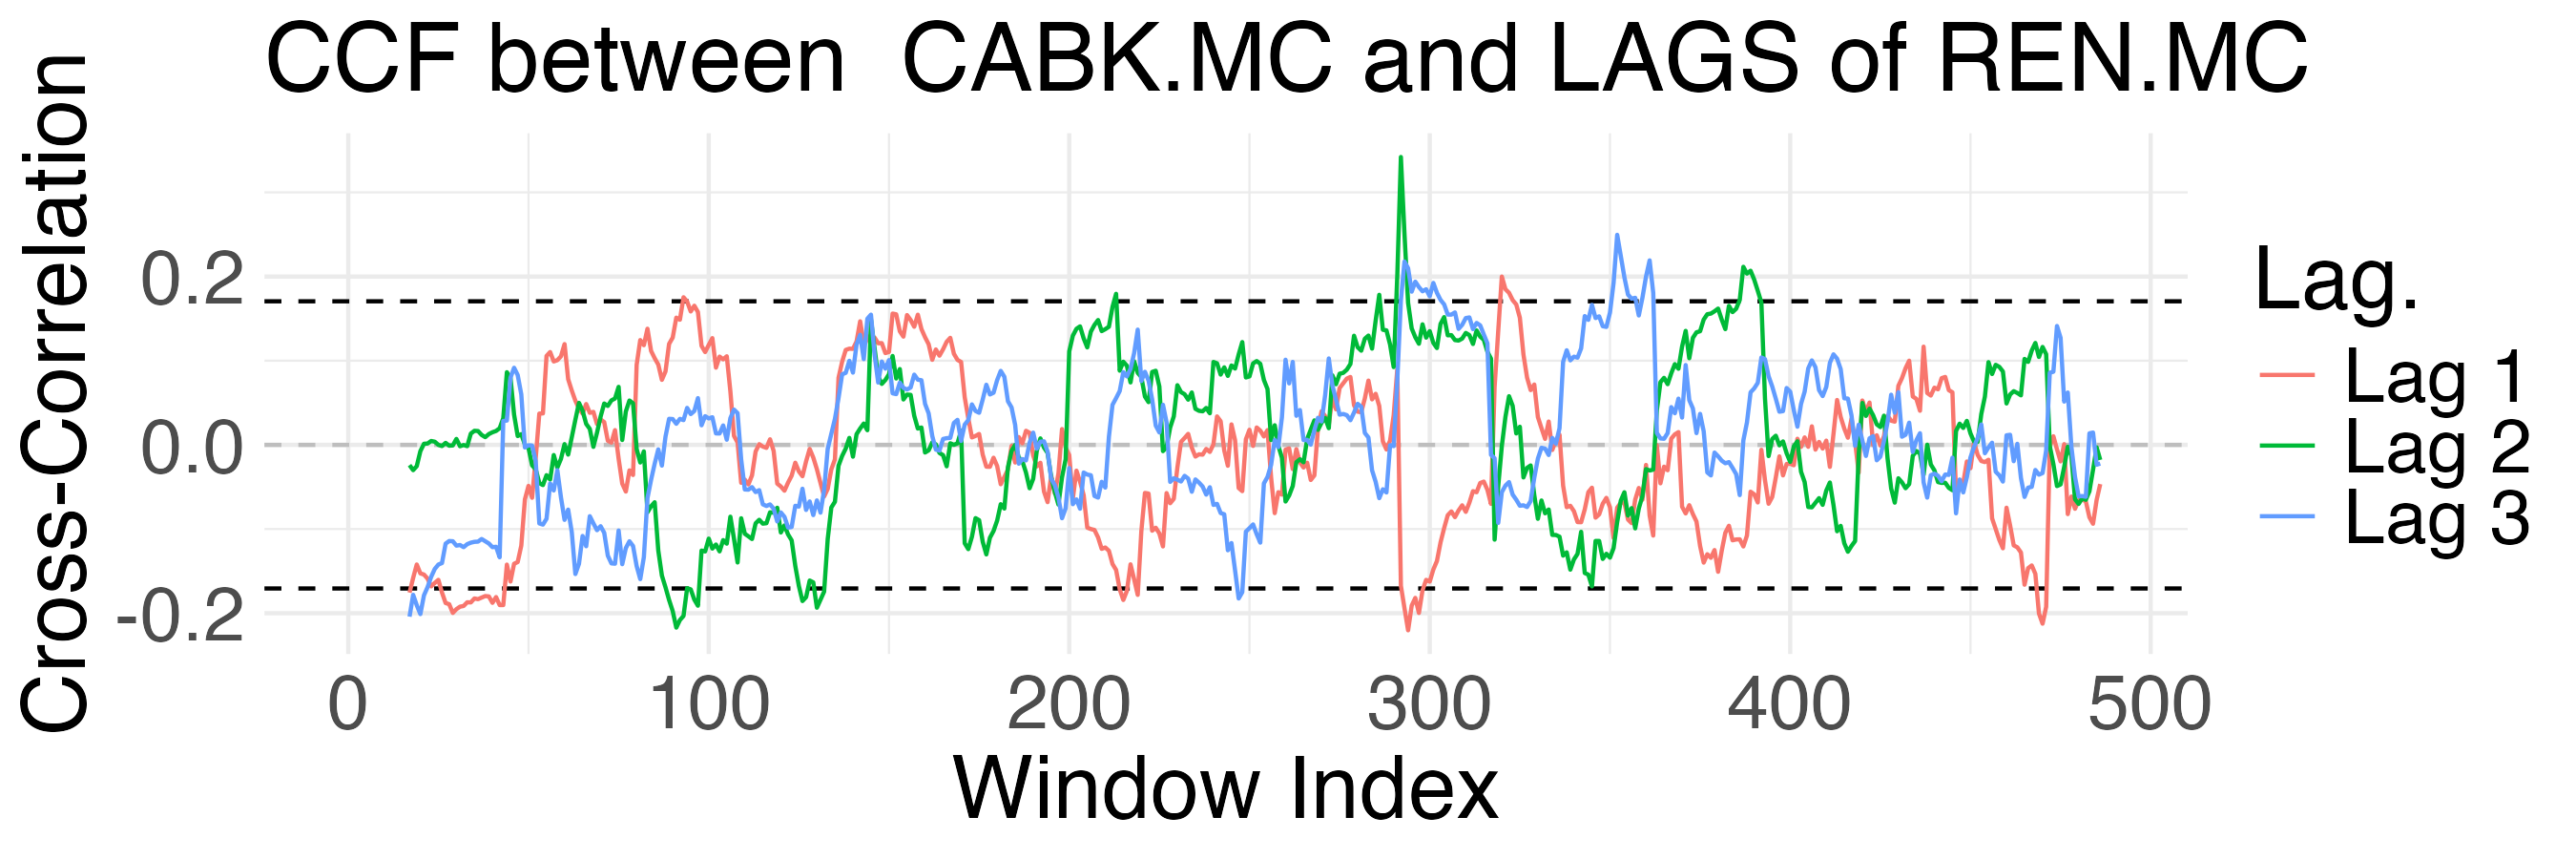 CCF between  CABK.MC and LAGS of REN.MC
Cross-Correlation
0.2
0.0
-0.2
0 100 200 300 400 500
Window Index
Lag.
Lag 1
Lag 2
Lag 3